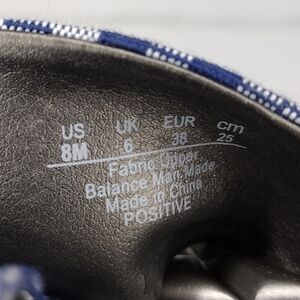 US UK EUR cm
8M 6 38 25
Fabric Upper
Balance Man Made
Made in China
POSITIVE